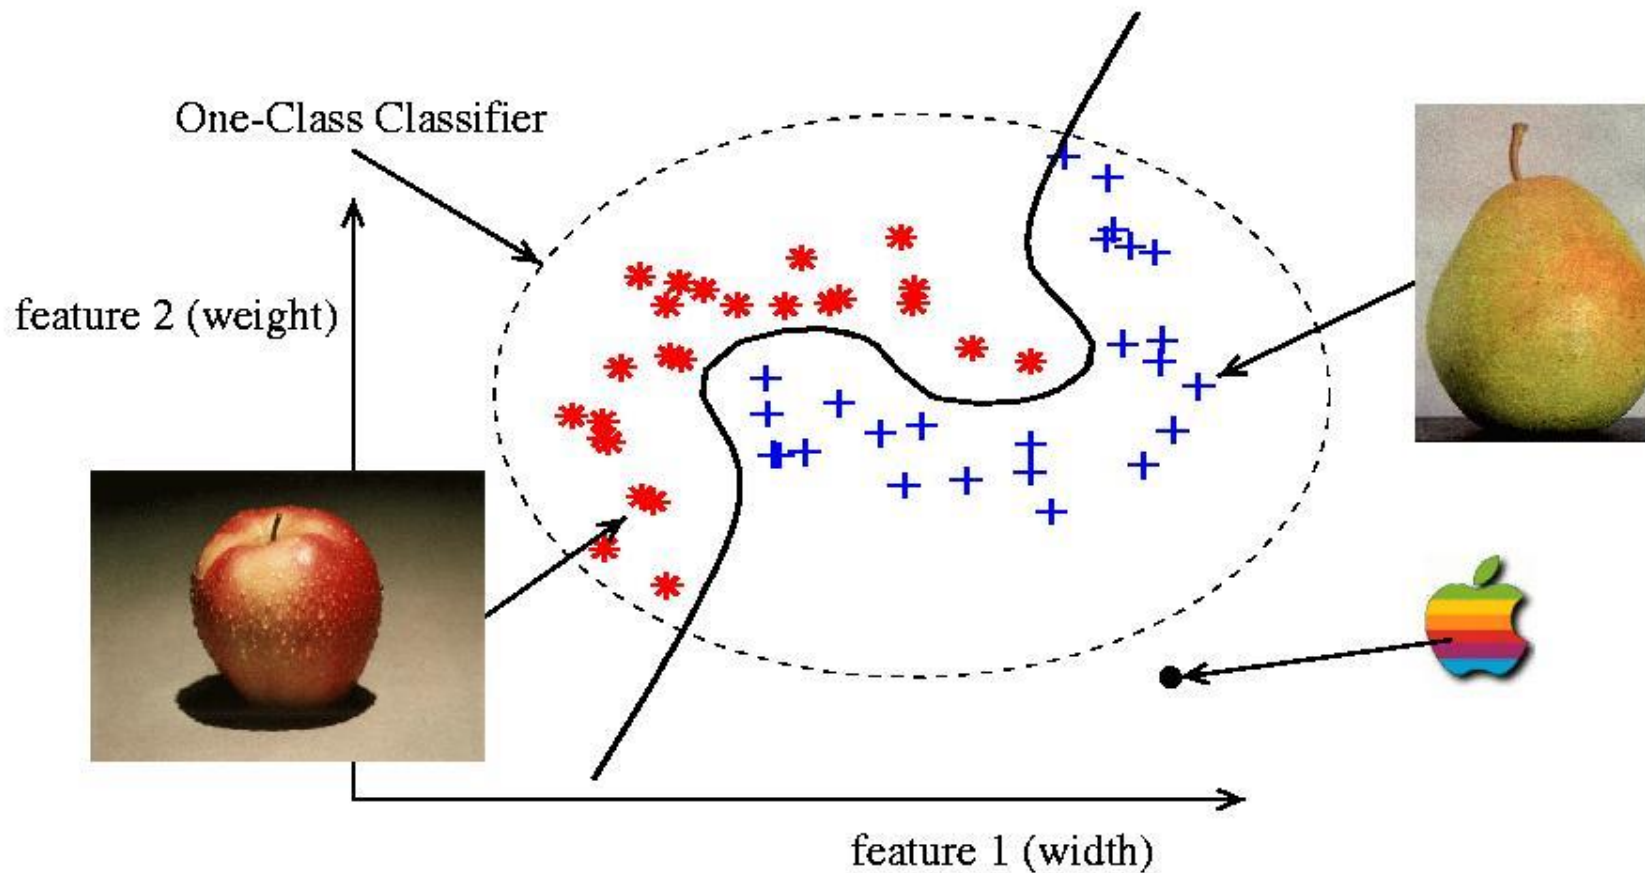 One-Class Classifier
feature 2 (weight)
feature 1 (width)